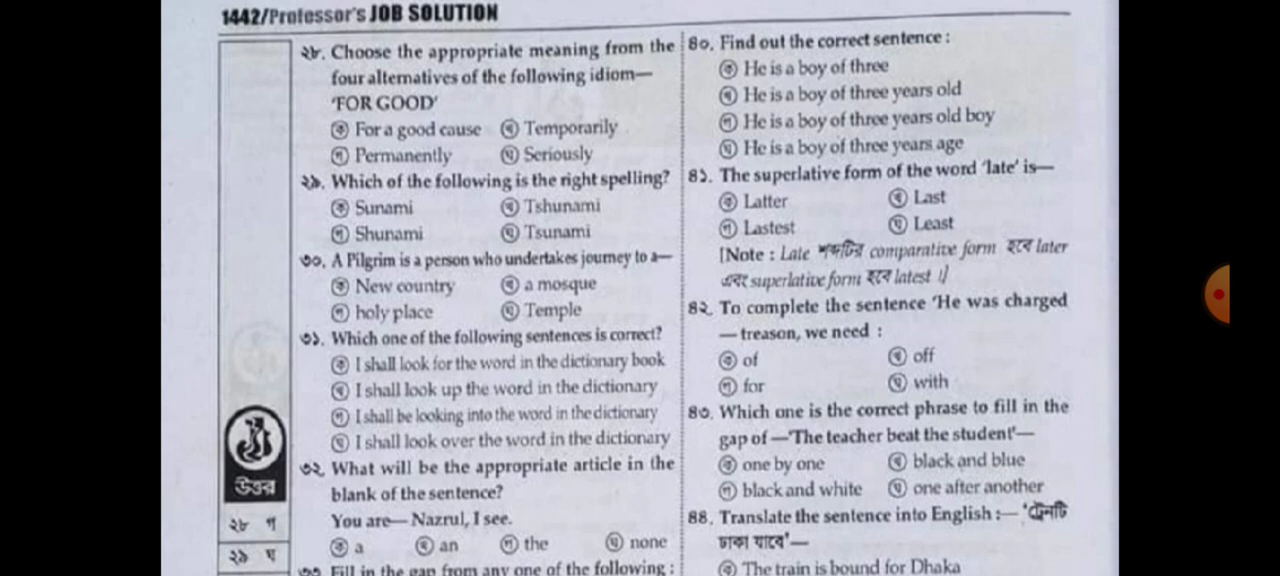 1442/Professor's JOB SOLUTION
২৮. Choose the appropriate meaning from the
four alternatives of the following idiom—
'FOR GOOD'
ক For a good cause খ Temporarily
গ Permanently ঘ Seriously
২৯. Which of the following is the right spelling?
ক Sunami খ Tshunami
গ Shunami ঘ Tsunami
৩০. A Pilgrim is a person who undertakes journey to a—
ক New country খ a mosque
গ holy place ঘ Temple
৩১. Which one of the following sentences is correct?
ক I shall look for the word in the dictionary book
খ I shall look up the word in the dictionary
গ I shall be looking into the word in the dictionary
ঘ I shall look over the word in the dictionary
৩২. What will be the appropriate article in the
blank of the sentence?
You are— Nazrul, I see.
ক a খ an গ the ঘ none
৩৩. Fill in the gap from any one of the following :
৪০. Find out the correct sentence :
ক He is a boy of three
খ He is a boy of three years old
গ He is a boy of three years old boy
ঘ He is a boy of three years age
৪১. The superlative form of the word 'late' is—
ক Latter খ Last
গ Lastest ঘ Least
[Note : Late শব্দটির comparative form হবে later
এবং superlative form হবে latest ।]
৪২. To complete the sentence 'He was charged
— treason, we need :
ক of খ off
গ for ঘ with
৪৩. Which one is the correct phrase to fill in the
gap of —'The teacher beat the student'—
ক one by one খ black and blue
গ black and white ঘ one after another
৪৪. Translate the sentence into English :— 'ট্রেনটি
ঢাকা যাবে'—
ক The train is bound for Dhaka
উত্তর
২৮ গ
২৯ ঘ